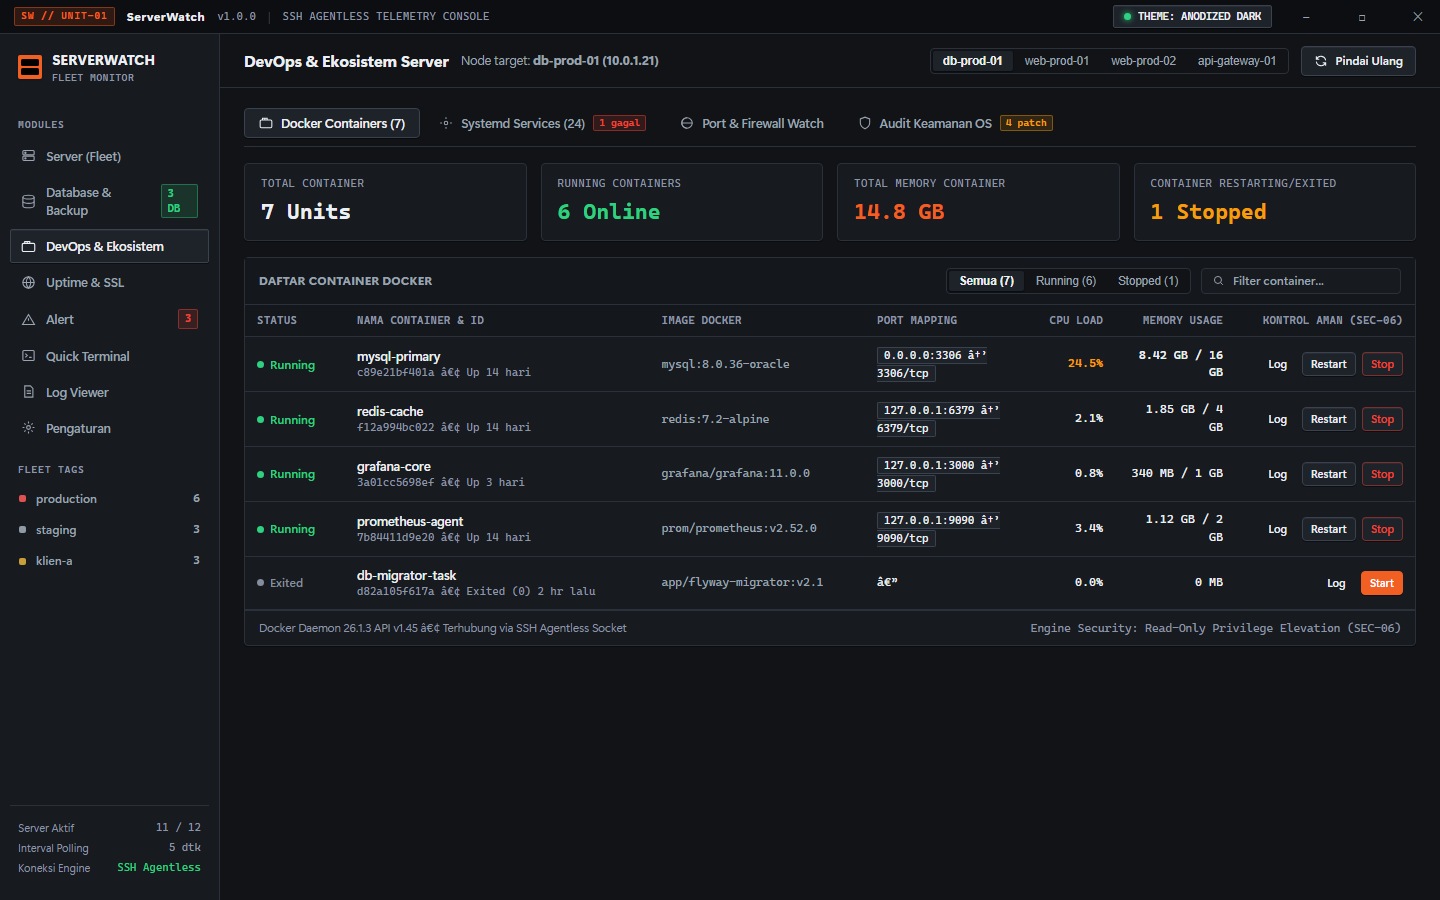 SW // UNIT-01 ServerWatch v1.0.0 | SSH AGENTLESS TELEMETRY CONSOLE THEME: ANODIZED DARK
SERVERWATCH
FLEET MONITOR
MODULES
Server (Fleet)
Database & Backup 3 DB
DevOps & Ekosistem
Uptime & SSL
Alert 3
Quick Terminal
Log Viewer
Pengaturan
FLEET TAGS
production 6
staging 3
klien-a 3
Server Aktif 11 / 12
Interval Polling 5 dtk
Koneksi Engine SSH Agentless
DevOps & Ekosistem Server Node target: db-prod-01 (10.0.1.21) db-prod-01 web-prod-01 web-prod-02 api-gateway-01 Pindai Ulang
Docker Containers (7) Systemd Services (24) 1 gagal Port & Firewall Watch Audit Keamanan OS 4 patch
TOTAL CONTAINER
7 Units
RUNNING CONTAINERS
6 Online
TOTAL MEMORY CONTAINER
14.8 GB
CONTAINER RESTARTING/EXITED
1 Stopped
DAFTAR CONTAINER DOCKER Semua (7) Running (6) Stopped (1) Filter container...
STATUS NAMA CONTAINER & ID IMAGE DOCKER PORT MAPPING CPU LOAD MEMORY USAGE KONTROL AMAN (SEC-06)
Running mysql-primary mysql:8.0.36-oracle 0.0.0.0:3306 â†’ 24.5% 8.42 GB / 16 Log Restart Stop
c89e21bf401a â€¢ Up 14 hari 3306/tcp GB
Running redis-cache redis:7.2-alpine 127.0.0.1:6379 â†’ 2.1% 1.85 GB / 4 Log Restart Stop
f12a994bc022 â€¢ Up 14 hari 6379/tcp GB
Running grafana-core grafana/grafana:11.0.0 127.0.0.1:3000 â†’ 0.8% 340 MB / 1 GB Log Restart Stop
3a01cc5698ef â€¢ Up 3 hari 3000/tcp
Running prometheus-agent prom/prometheus:v2.52.0 127.0.0.1:9090 â†’ 3.4% 1.12 GB / 2 Log Restart Stop
7b84411d9e20 â€¢ Up 14 hari 9090/tcp GB
Exited db-migrator-task app/flyway-migrator:v2.1 â€” 0.0% 0 MB Log Start
d82a105f617a â€¢ Exited (0) 2 hr lalu
Docker Daemon 26.1.3 API v1.45 â€¢ Terhubung via SSH Agentless Socket Engine Security: Read-Only Privilege Elevation (SEC-06)